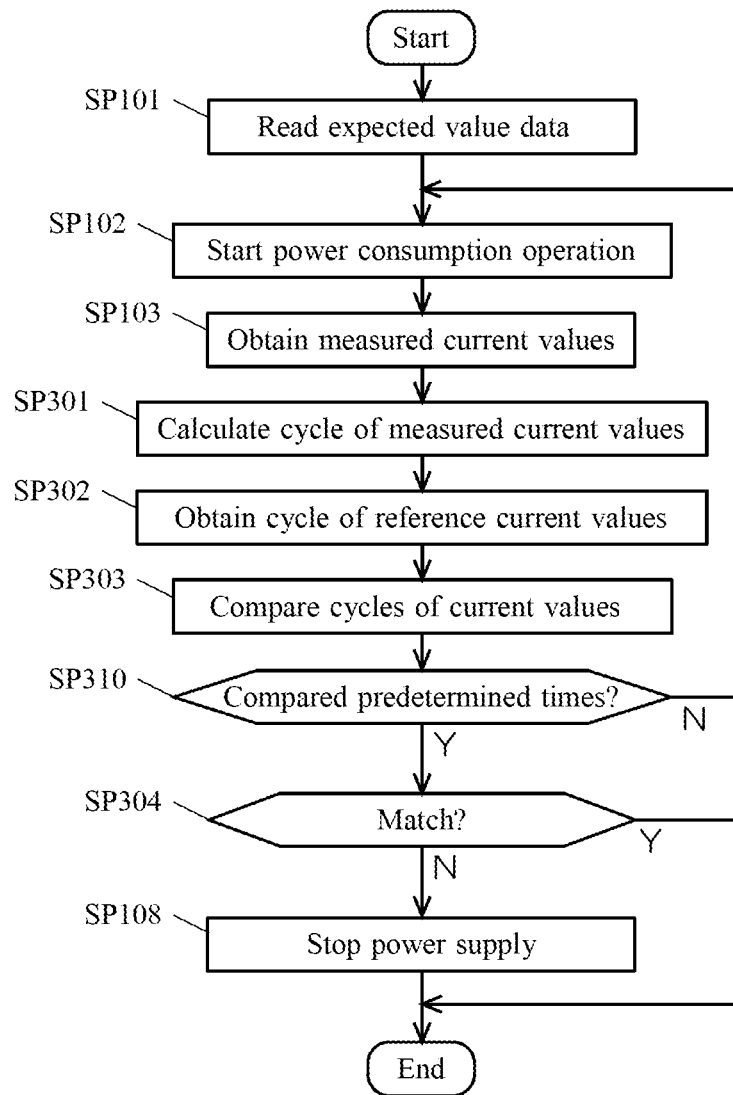 Start
SP101
Read expected value data
SP102
Start power consumption operation
SP103
Obtain measured current values
SP301
Calculate cycle of measured current values
SP302
Obtain cycle of reference current values
SP303
Compare cycles of current values
SP310
Compared predetermined times?
N
Y
SP304
Match?
Y
N
SP108
Stop power supply
End